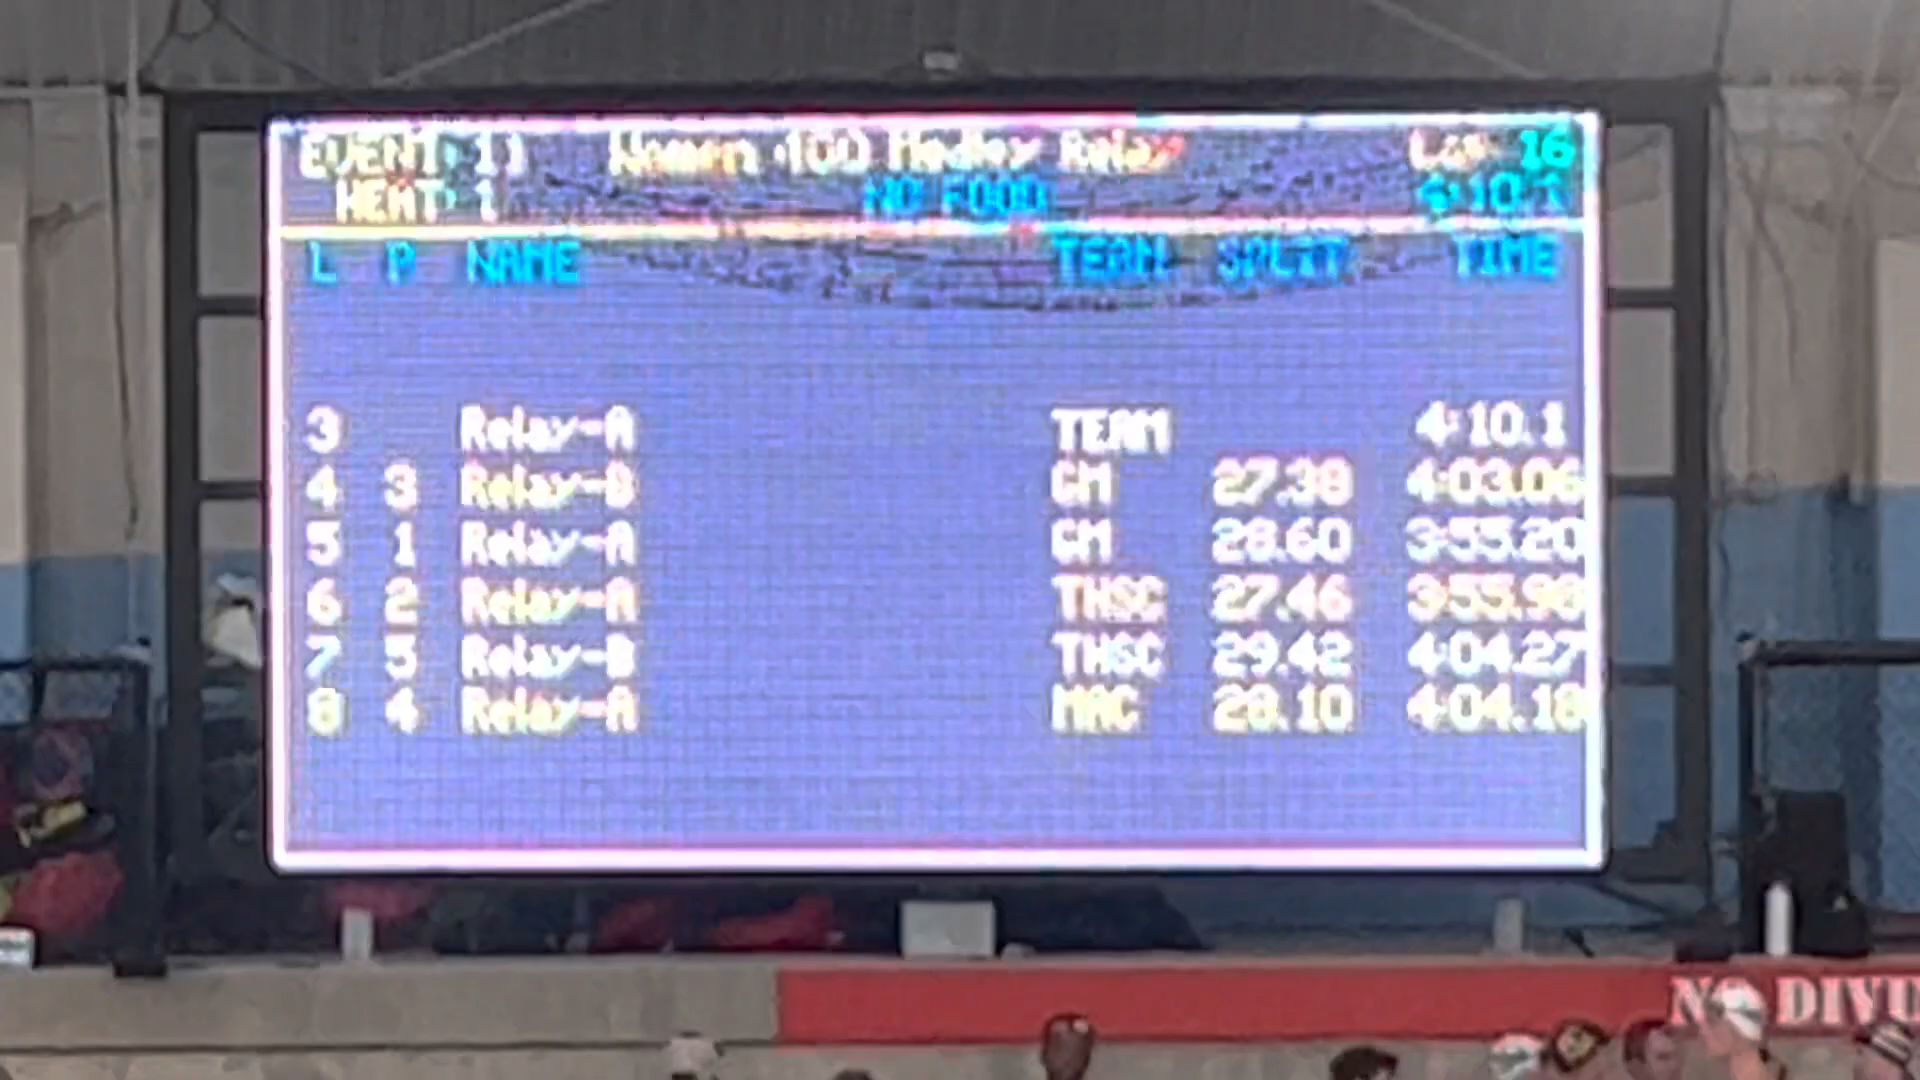 EVENT: 11 Women 400 Medley Relay Lap 16
HEAT: 1 NO FOOD 4:10.1
L P NAME TEAM SPLIT TIME
3 Relay-A TEAM 4:10.1
4 3 Relay-B GM 27.38 4:03.06
5 1 Relay-A GM 28.60 3:55.20
6 2 Relay-A THSC 27.46 3:55.98
7 5 Relay-B THSC 29.42 4:04.27
8 4 Relay-A MAC 28.10 4:04.18
NO